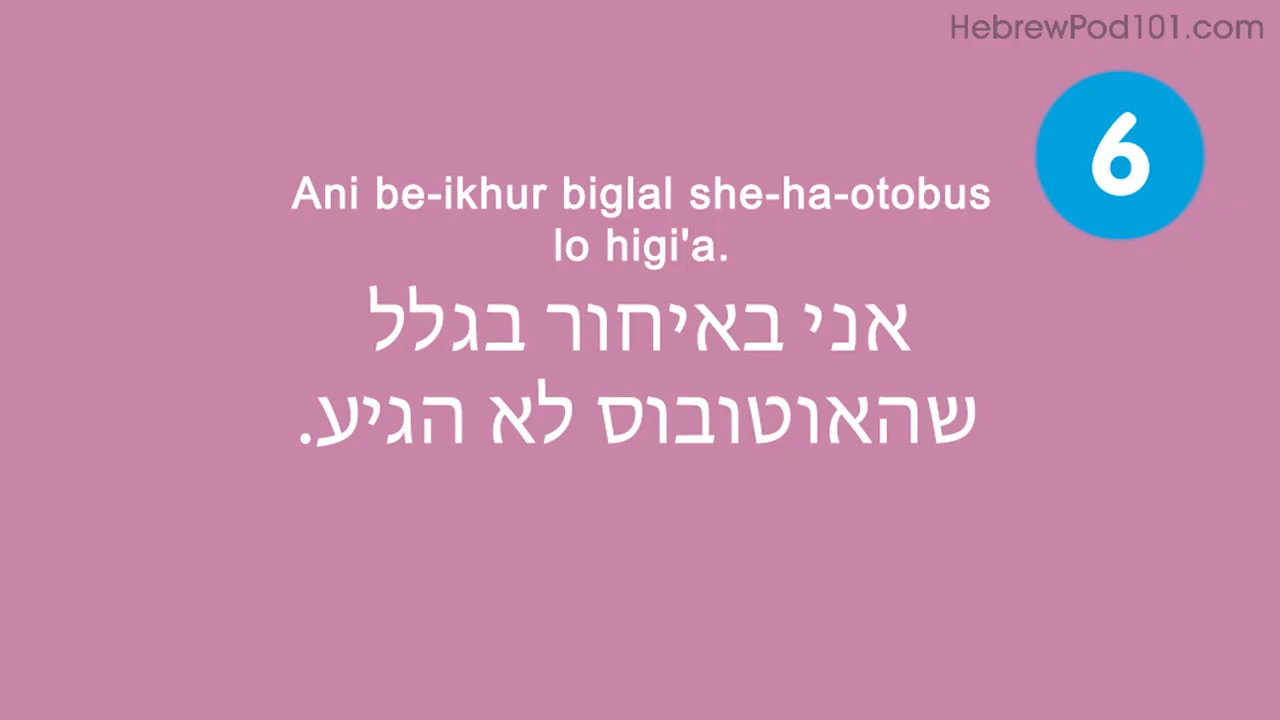 HebrewPod101.com
6
Ani be-ikhur biglal she-ha-otobus
lo higi'a.
אני באיחור בגלל
שהאוטובוס לא הגיע.